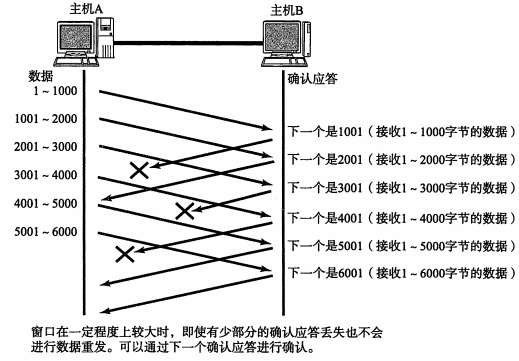 主机A
主机B
数据
确认应答
1～1000
1001～2000
2001～3000
3001～4000
4001～5000
5001～6000
下一个是1001（接收1～1000字节的数据）
下一个是2001（接收1～2000字节的数据）
下一个是3001（接收1～3000字节的数据）
下一个是4001（接收1～4000字节的数据）
下一个是5001（接收1～5000字节的数据）
下一个是6001（接收1～6000字节的数据）
窗口在一定程度上较大时，即使有少部分的确认应答丢失也不会
进行数据重发。可以通过下一个确认应答进行确认。